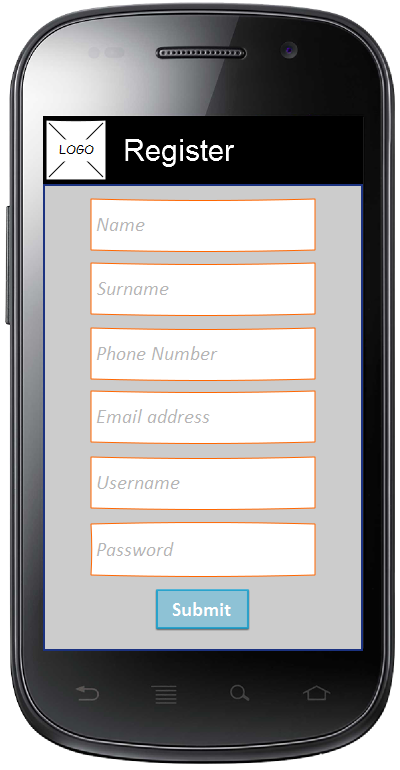 LOGO
Register
Name
Surname
Phone Number
Email address
Username
Password
Submit